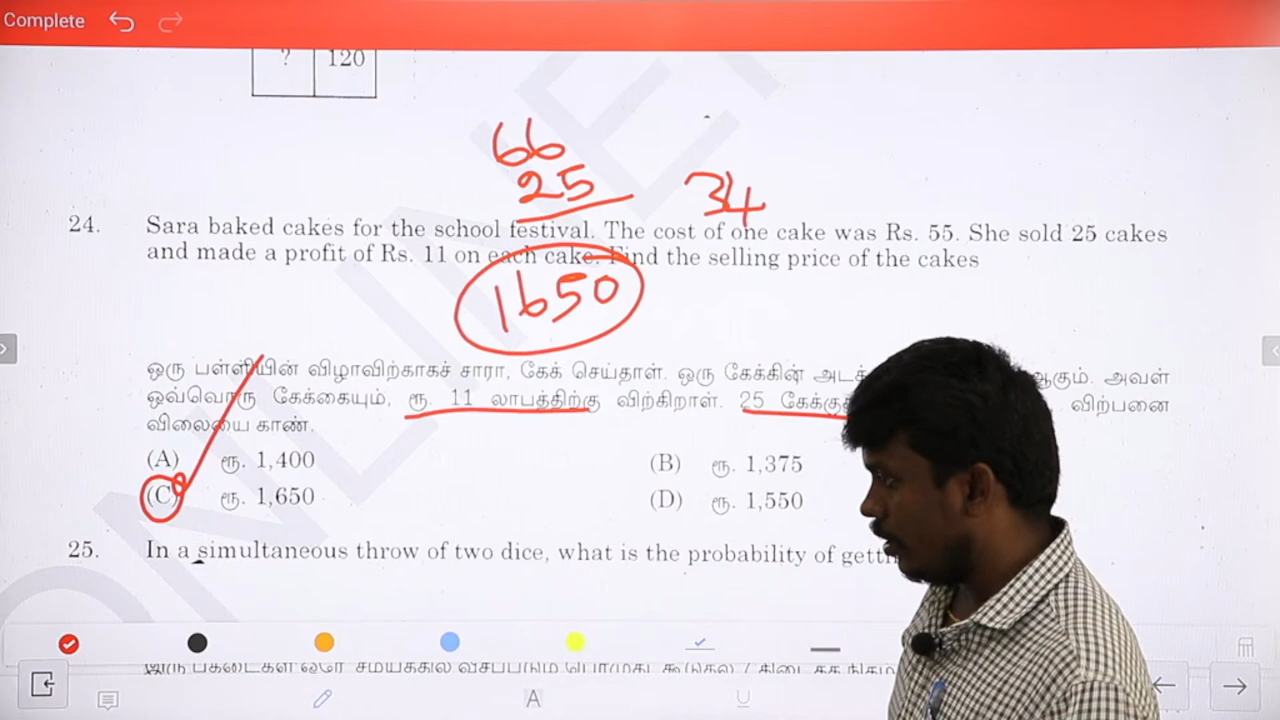 Complete
? 120
66
25
34
24. Sara baked cakes for the school festival. The cost of one cake was Rs. 55. She sold 25 cakes
and made a profit of Rs. 11 on each cake. Find the selling price of the cakes
1650
ஒரு பள்ளியின் விழாவிற்காகச் சாரா, கேக் செய்தாள். ஒரு கேக்கின் ஆகும். அவள்
ஒவ்வொரு கேக்கையும், ரூ. 11 லாபத்திற்கு விற்கிறாள். 25 விற்பனை
விலையை காண்.
(A) ரூ. 1,400 (B) ரூ. 1,375
(C) ரூ. 1,650 (D) ரூ. 1,550
25. In a simultaneous throw of two dice, what is the probability of
A U